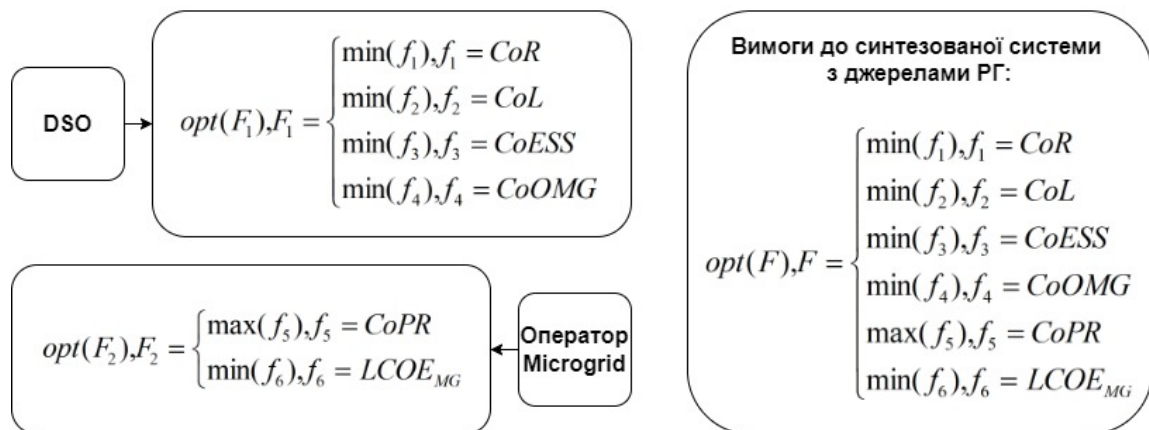 DSO
opt(F₁),F₁ =
min(f₁),f₁ = CoR
min(f₂),f₂ = CoL
min(f₃),f₃ = CoESS
min(f₄),f₄ = CoOMG
opt(F₂),F₂ =
max(f₅),f₅ = CoPR
min(f₆),f₆ = LCOE_MG
Оператор
Microgrid
Вимоги до синтезованої системи
з джерелами РГ:
opt(F),F =
min(f₁),f₁ = CoR
min(f₂),f₂ = CoL
min(f₃),f₃ = CoESS
min(f₄),f₄ = CoOMG
max(f₅),f₅ = CoPR
min(f₆),f₆ = LCOE_MG